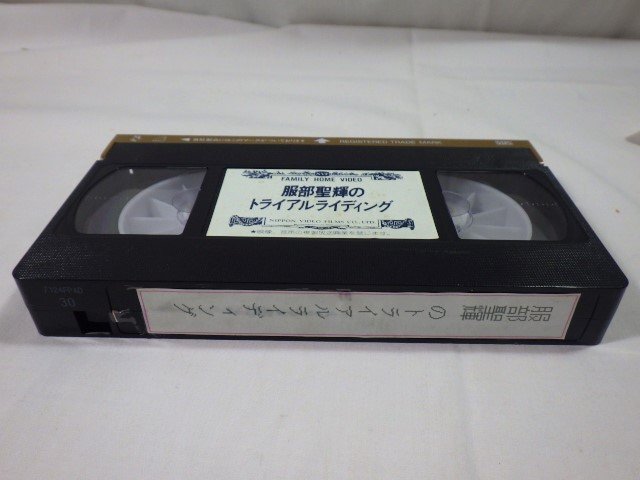 REGISTERED TRADE MARK
VHS
FAMILY HOME VIDEO
服部聖輝の
トライアルライディング
NIPPON VIDEO FILMS CO., LTD.
30
服部聖輝のトライアルライディング